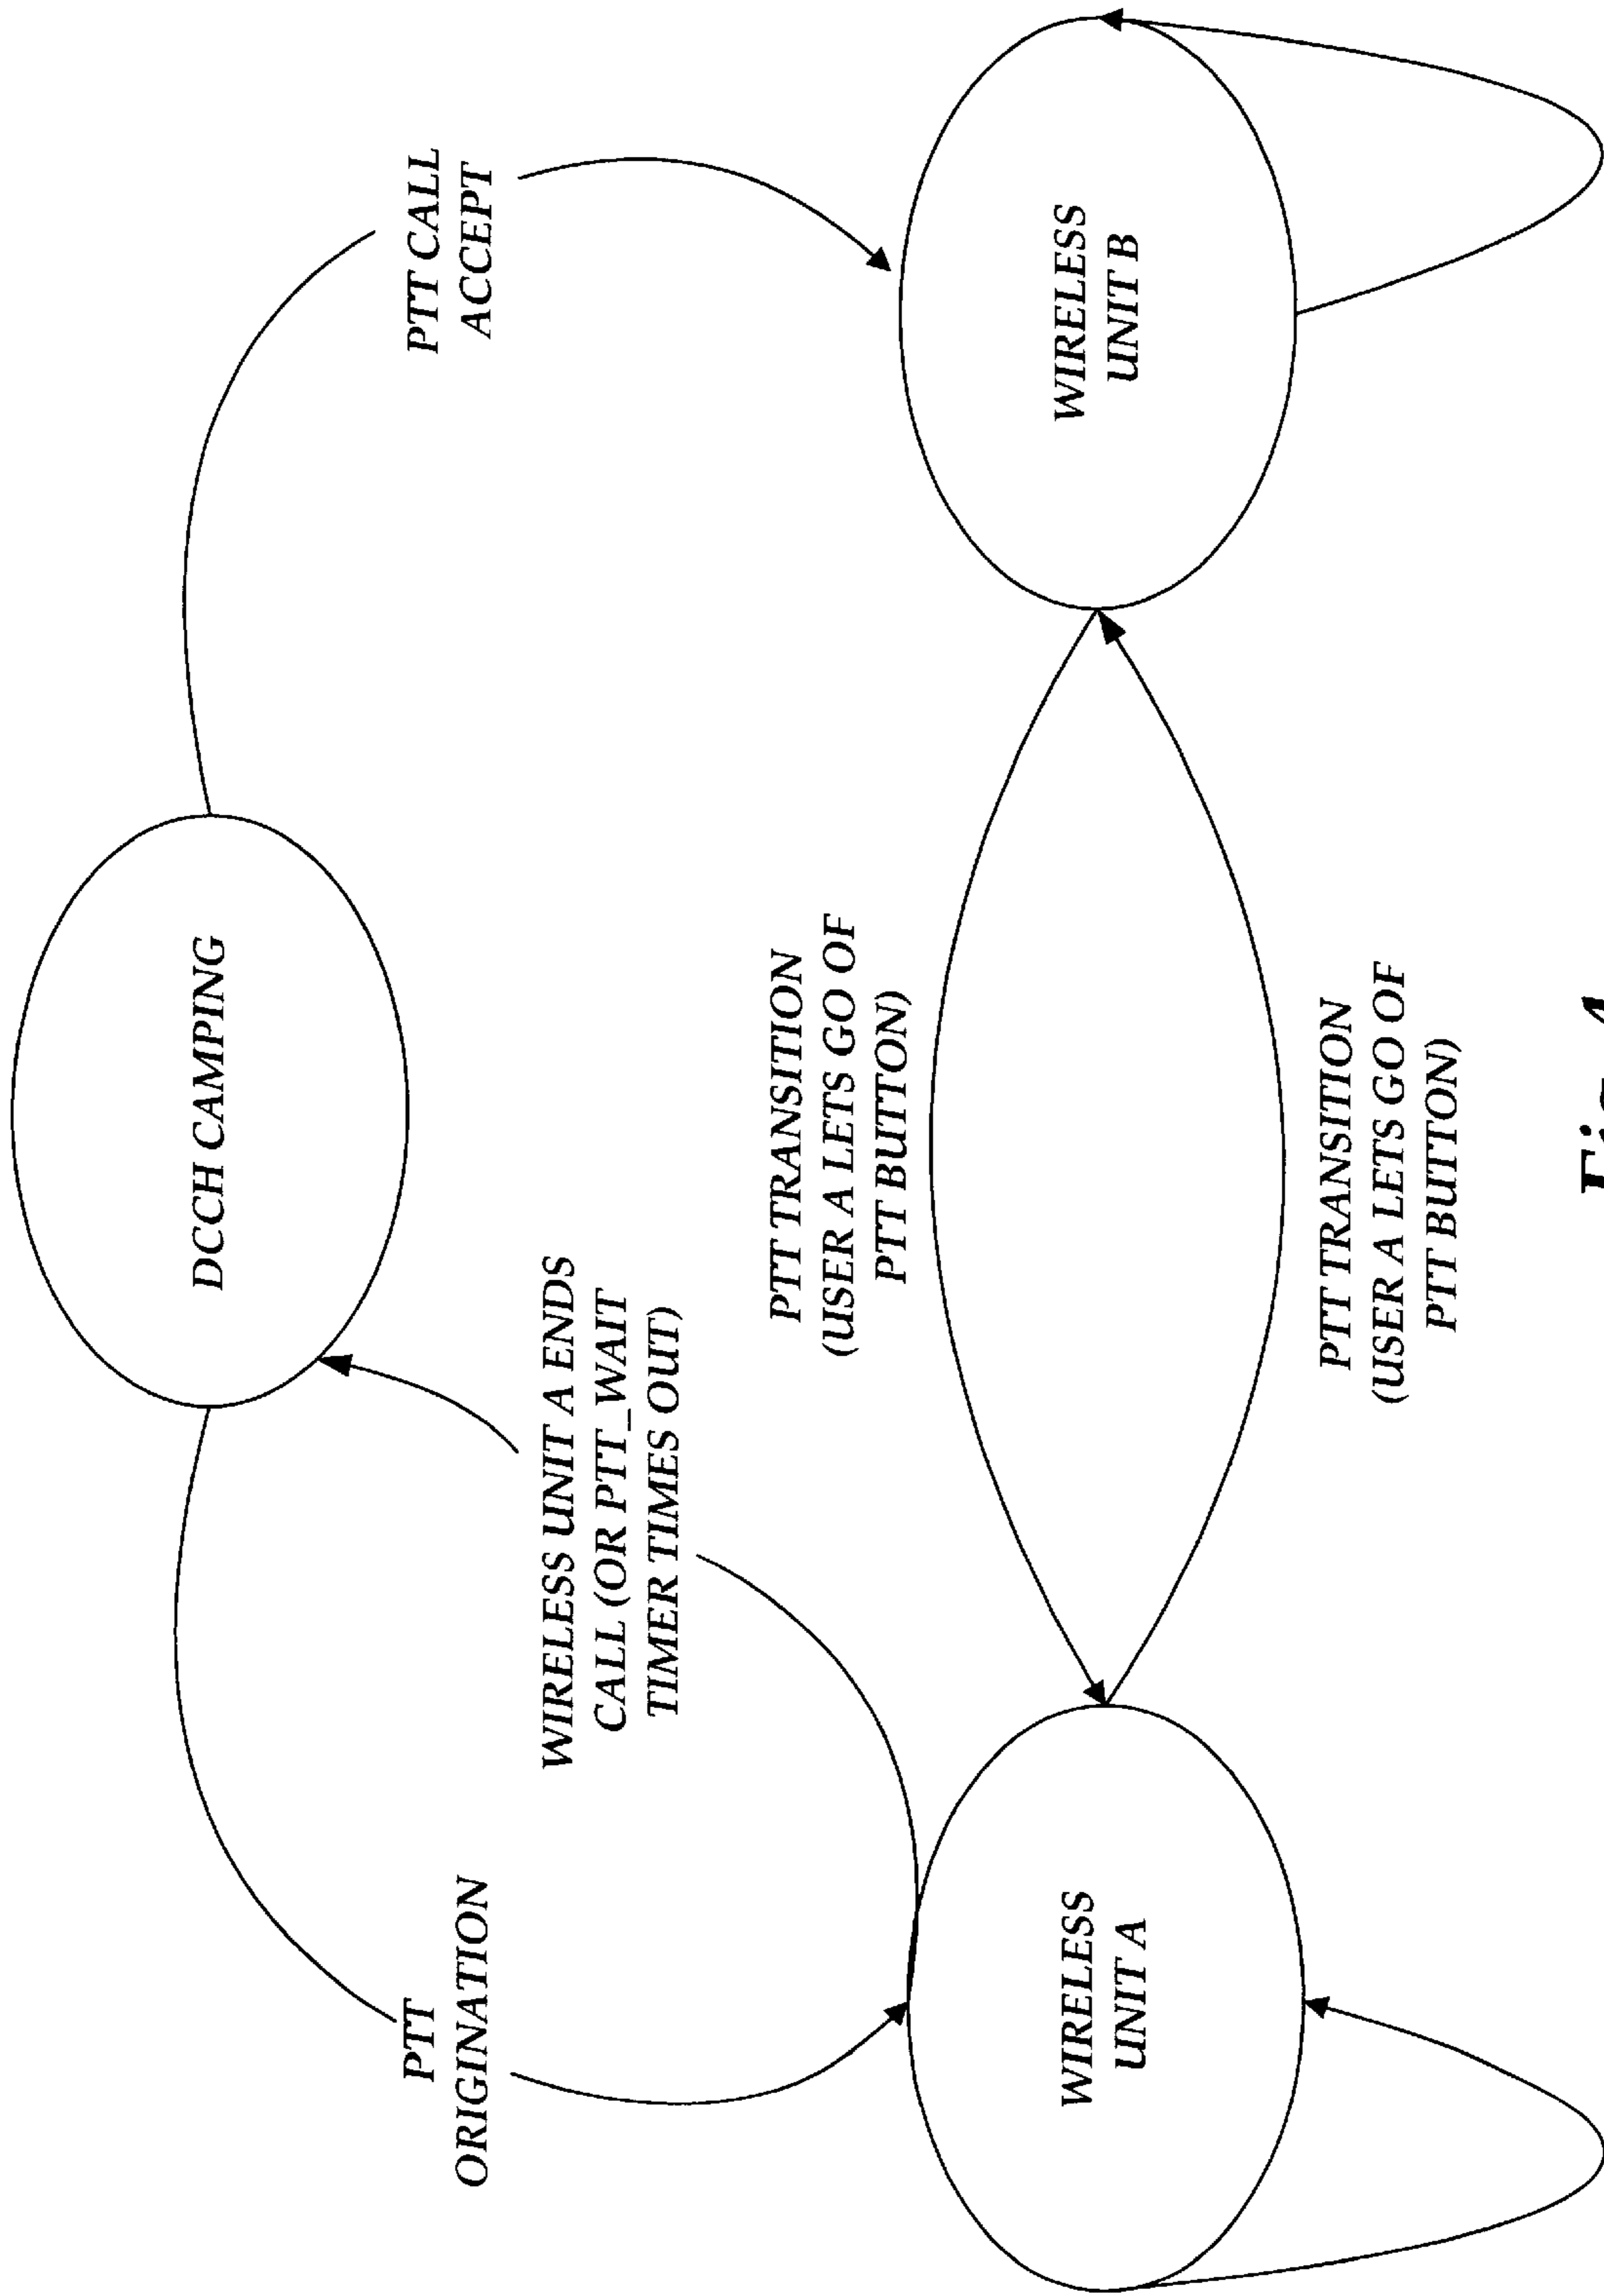 DCCH CAMPING
PTT
ORIGINATION
PTT CALL
ACCEPT
WIRELESS UNIT A ENDS
CALL (OR PTT_WAIT
TIMER TIMES OUT)
PTT TRANSITION
(USER A LETS GO OF
PTT BUTTON)
WIRELESS
UNIT A
WIRELESS
UNIT B
PTT TRANSITION
(USER A LETS GO OF
PTT BUTTON)